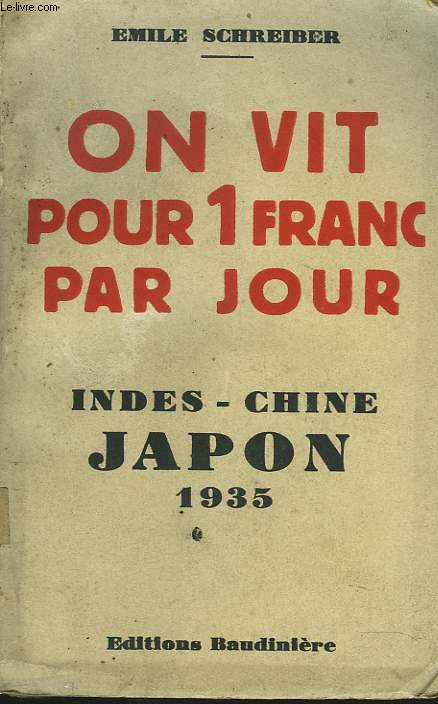 Le-livre.com
EMILE SCHREIBER
ON VIT
POUR 1 FRANC
PAR JOUR
INDES - CHINE
JAPON
1935
Editions Baudinière